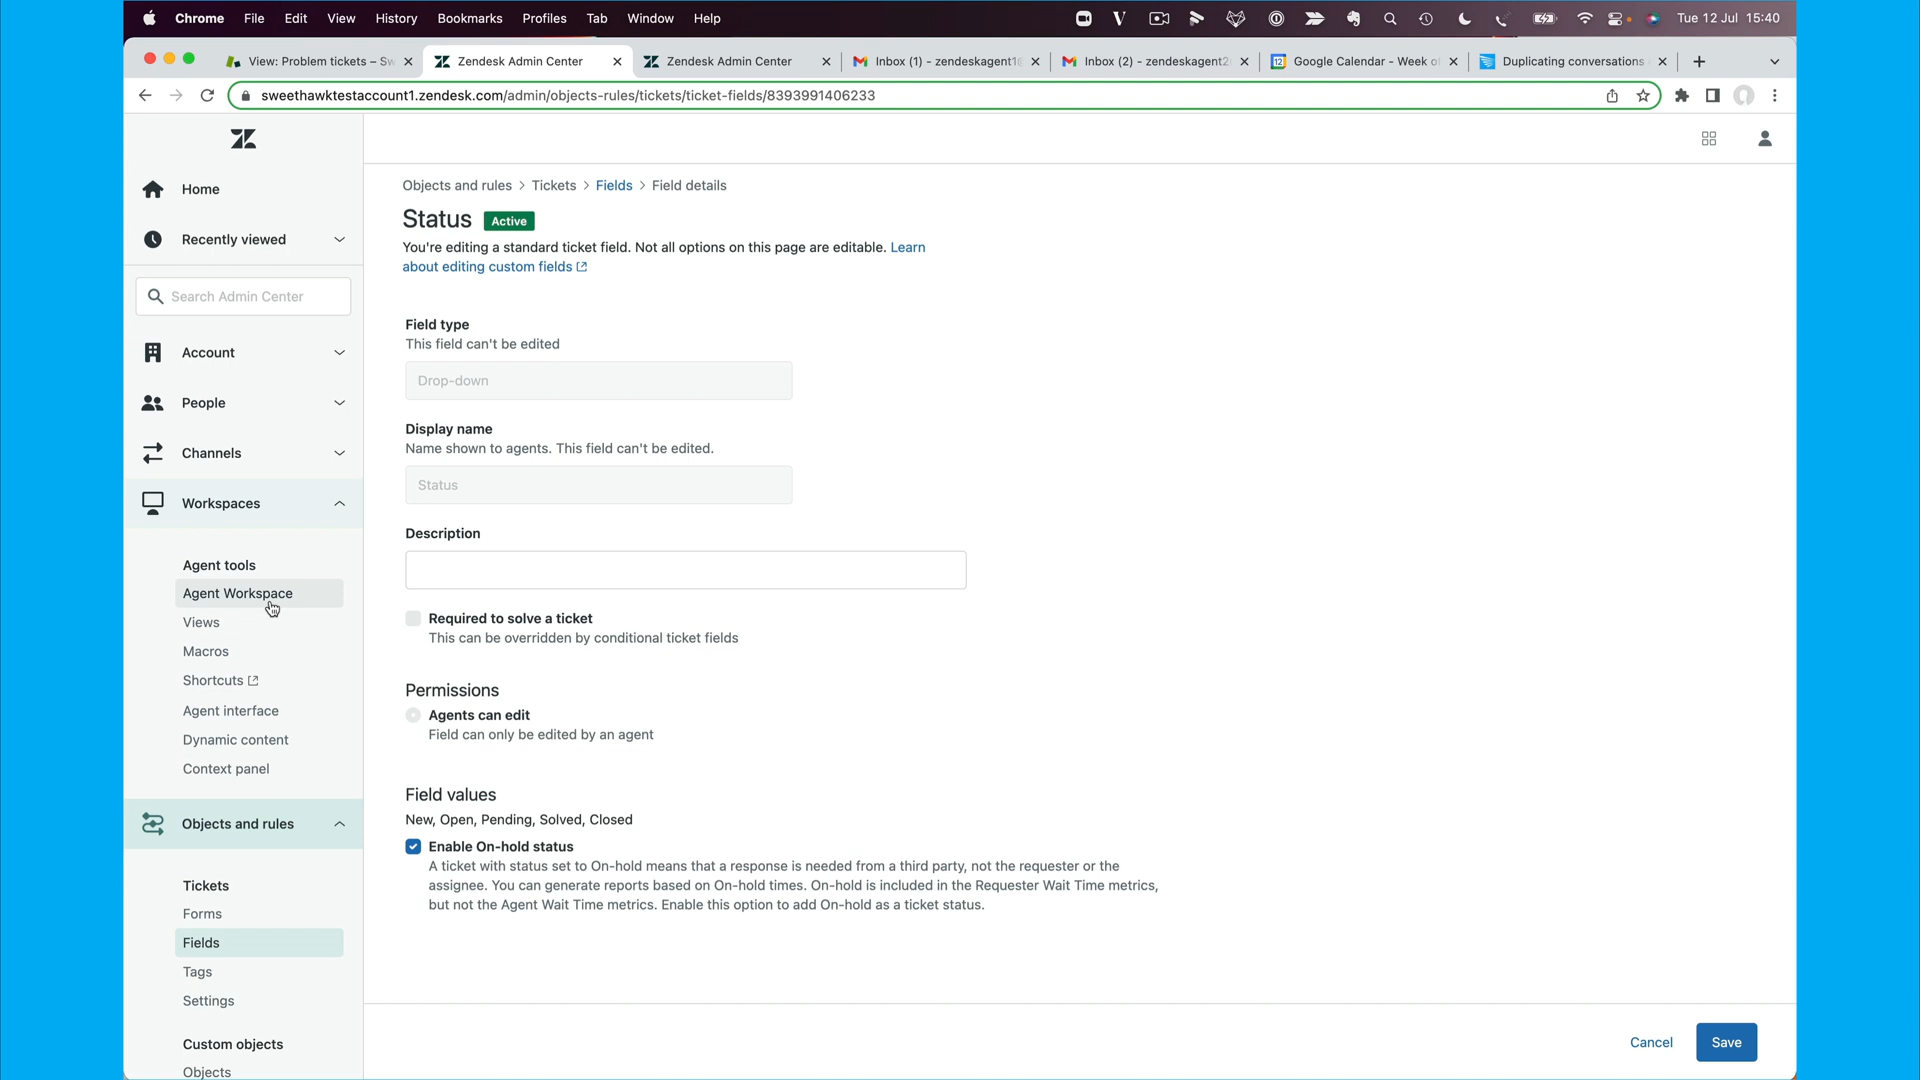 Chrome File Edit View History Bookmarks Profiles Tab Window Help Tue 12 Jul 15:40
View: Problem tickets – Sw Zendesk Admin Center Zendesk Admin Center Inbox (1) - zendeskagent1 Inbox (2) - zendeskagent2 Google Calendar - Week o Duplicating conversations
sweethawktestaccount1.zendesk.com/admin/objects-rules/tickets/ticket-fields/8393991406233
Home
Recently viewed
Search Admin Center
Account
People
Channels
Workspaces
Agent tools
Agent Workspace
Views
Macros
Shortcuts
Agent interface
Dynamic content
Context panel
Objects and rules
Tickets
Forms
Fields
Tags
Settings
Custom objects
Objects
Objects and rules > Tickets > Fields > Field details
Status Active
You're editing a standard ticket field. Not all options on this page are editable. Learn
about editing custom fields
Field type
This field can't be edited
Drop-down
Display name
Name shown to agents. This field can't be edited.
Status
Description
Required to solve a ticket
This can be overridden by conditional ticket fields
Permissions
Agents can edit
Field can only be edited by an agent
Field values
New, Open, Pending, Solved, Closed
Enable On-hold status
A ticket with status set to On-hold means that a response is needed from a third party, not the requester or the
assignee. You can generate reports based on On-hold times. On-hold is included in the Requester Wait Time metrics,
but not the Agent Wait Time metrics. Enable this option to add On-hold as a ticket status.
Cancel Save